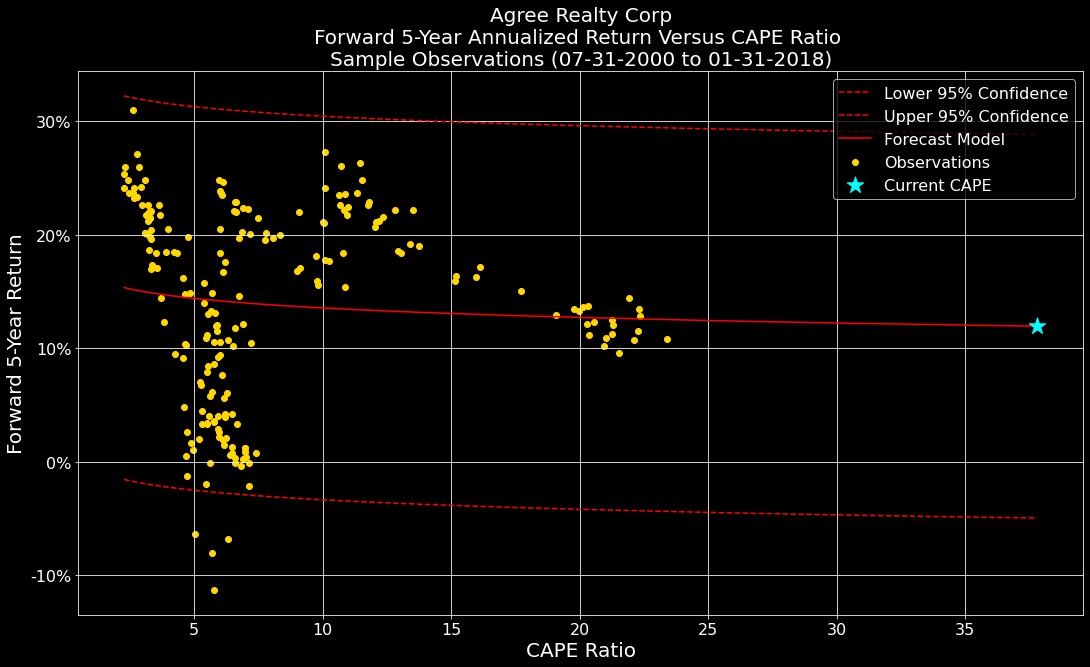 Agree Realty Corp
Forward 5-Year Annualized Return Versus CAPE Ratio
Sample Observations (07-31-2000 to 01-31-2018)
Lower 95% Confidence
Upper 95% Confidence
Forecast Model
Observations
Current CAPE
Forward 5-Year Return
30%
20%
10%
0%
-10%
5 10 15 20 25 30 35
CAPE Ratio